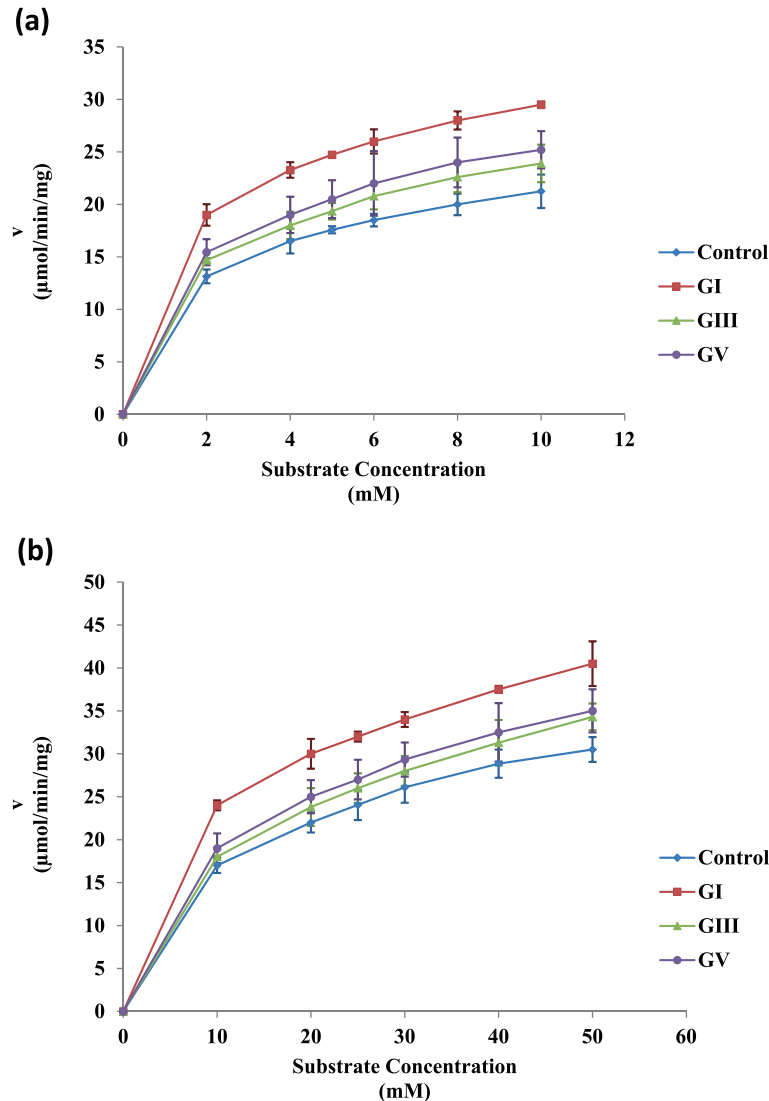 (a)
35
30
25
20
15
10
5
0
v
(µmol/min/mg)
0 2 4 6 8 10 12
Substrate Concentration
(mM)
Control
GI
GIII
GV
(b)
50
45
40
35
30
25
20
15
10
5
0
v
(µmol/min/mg)
0 10 20 30 40 50 60
Substrate Concentration
(mM)
Control
GI
GIII
GV